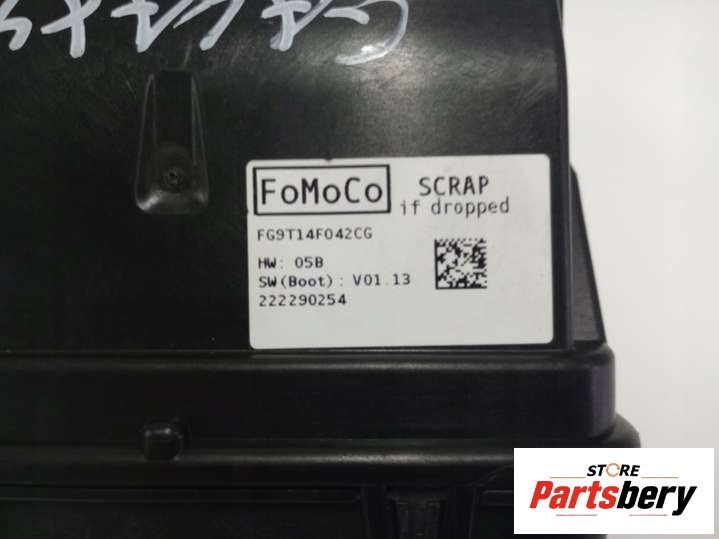 FoMoCo
SCRAP
if dropped
FG9T14F042CG
HW: 05B
SW(Boot): V01.13
222290254
STORE
Partsbery